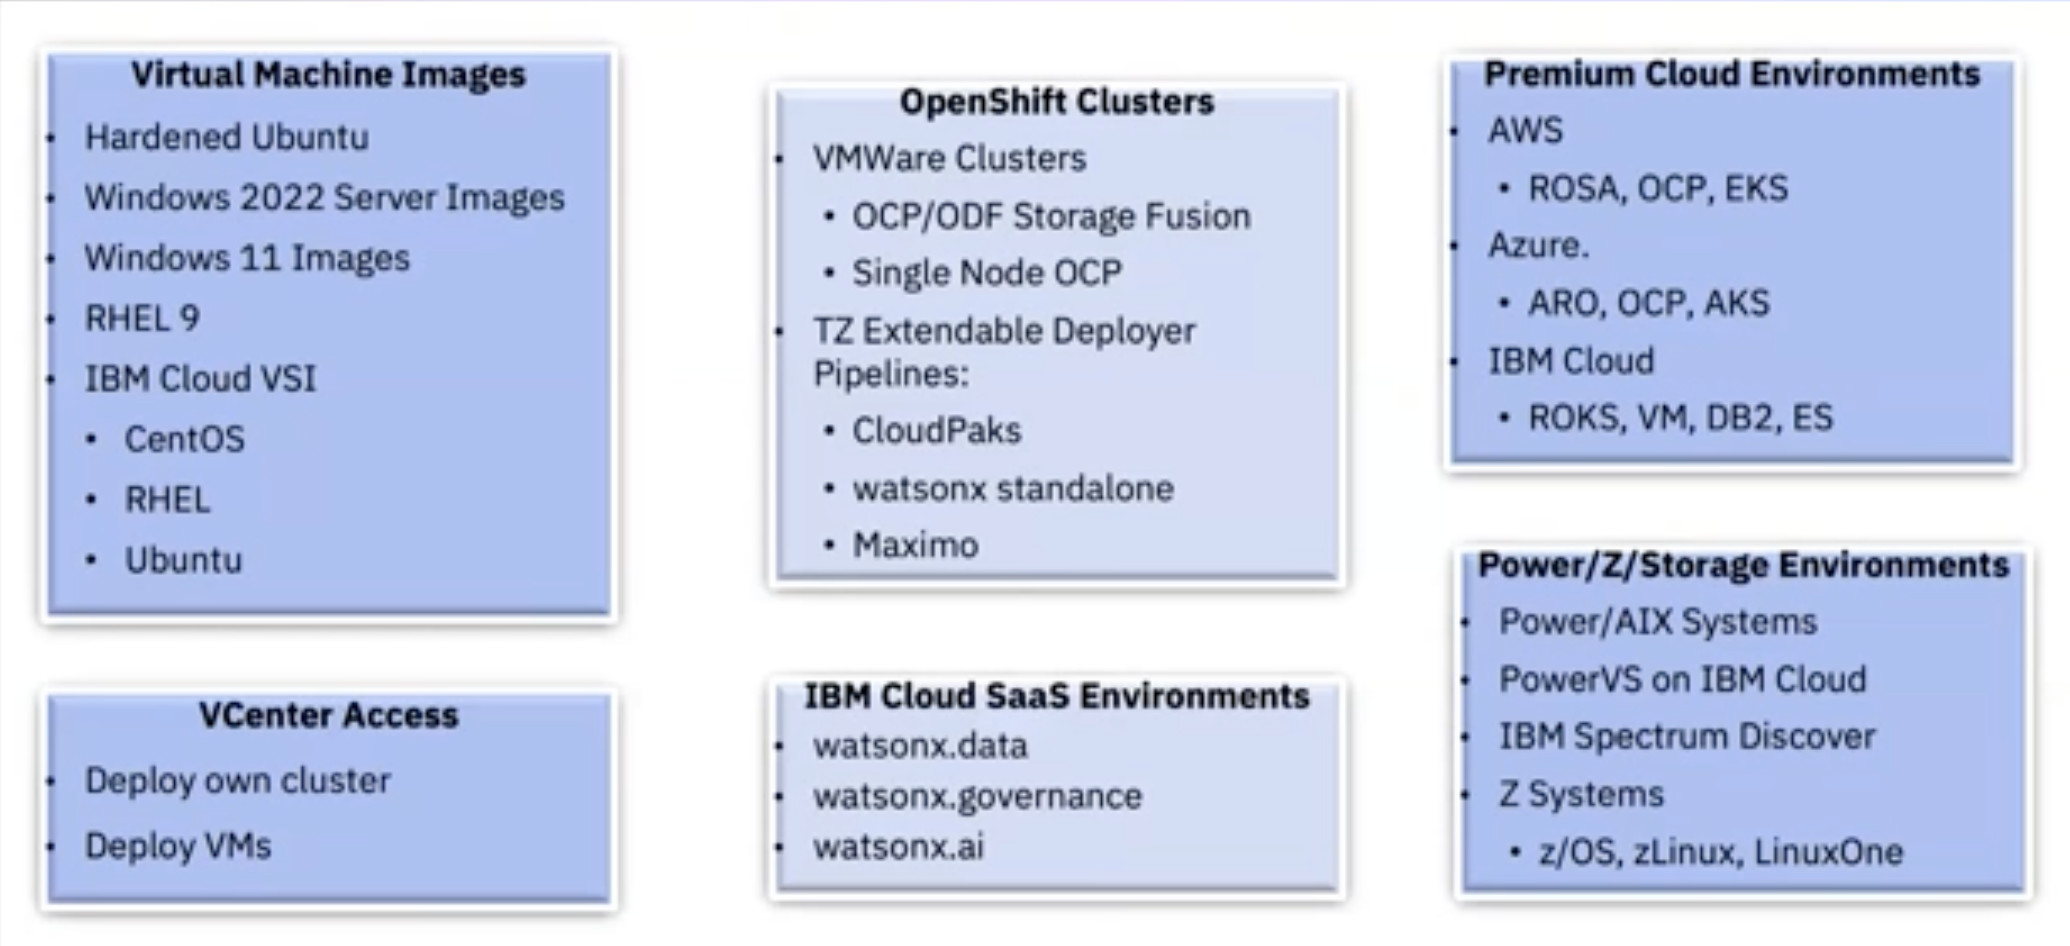 Virtual Machine Images
• Hardened Ubuntu
• Windows 2022 Server Images
• Windows 11 Images
• RHEL 9
• IBM Cloud VSI
• CentOS
• RHEL
• Ubuntu
VCenter Access
• Deploy own cluster
• Deploy VMs
OpenShift Clusters
• VMWare Clusters
• OCP/ODF Storage Fusion
• Single Node OCP
• TZ Extendable Deployer
Pipelines:
• CloudPaks
• watsonx standalone
• Maximo
IBM Cloud SaaS Environments
• watsonx.data
• watsonx.governance
• watsonx.ai
Premium Cloud Environments
• AWS
• ROSA, OCP, EKS
• Azure.
• ARO, OCP, AKS
• IBM Cloud
• ROKS, VM, DB2, ES
Power/Z/Storage Environments
• Power/AIX Systems
• PowerVS on IBM Cloud
• IBM Spectrum Discover
• Z Systems
• z/OS, zLinux, LinuxOne